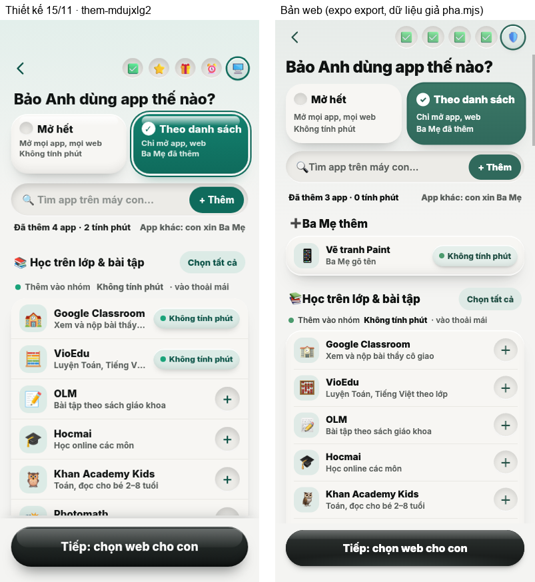 Thiết kế 15/11 · them-mdujxlg2
Bảo Anh dùng app thế nào?
Mở hết
Mở mọi app, mọi web
Không tính phút
Theo danh sách
Chỉ mở app, web
Ba Mẹ đã thêm
Tìm app trên máy con...
+ Thêm
Đã thêm 4 app · 2 tính phút
App khác: con xin Ba Mẹ
Học trên lớp & bài tập
Chọn tất cả
Thêm vào nhóm Không tính phút · vào thoải mái
Google Classroom
Xem và nộp bài thầy...
Không tính phút
VioEdu
Luyện Toán, Tiếng V...
Không tính phút
OLM
Bài tập theo sách giáo khoa
+
Hocmai
Học online các môn
+
Khan Academy Kids
Toán, đọc cho bé 2–8 tuổi
+
Photomath
Tiếp: chọn web cho con
Bản web (expo export, dữ liệu giả pha.mjs)
Bảo Anh dùng app thế nào?
Mở hết
Mở mọi app, mọi web
Không tính phút
Theo danh sách
Chỉ mở app, web
Ba Mẹ đã thêm
Tìm app trên máy con...
+ Thêm
Đã thêm 3 app · 0 tính phút
App khác: con xin Ba Mẹ
Ba Mẹ thêm
Vẽ tranh Paint
Ba Mẹ gõ tên
Không tính phút
Học trên lớp & bài tập
Chọn tất cả
Thêm vào nhóm Không tính phút · vào thoải mái
Google Classroom
Xem và nộp bài thầy cô giao
+
VioEdu
Luyện Toán, Tiếng Việt theo lớp
+
OLM
Bài tập theo sách giáo khoa
+
Hocmai
Học online các môn
+
Khan Academy Kids
Toán, đọc cho bé 2–8 tuổi
+
Tiếp: chọn web cho con